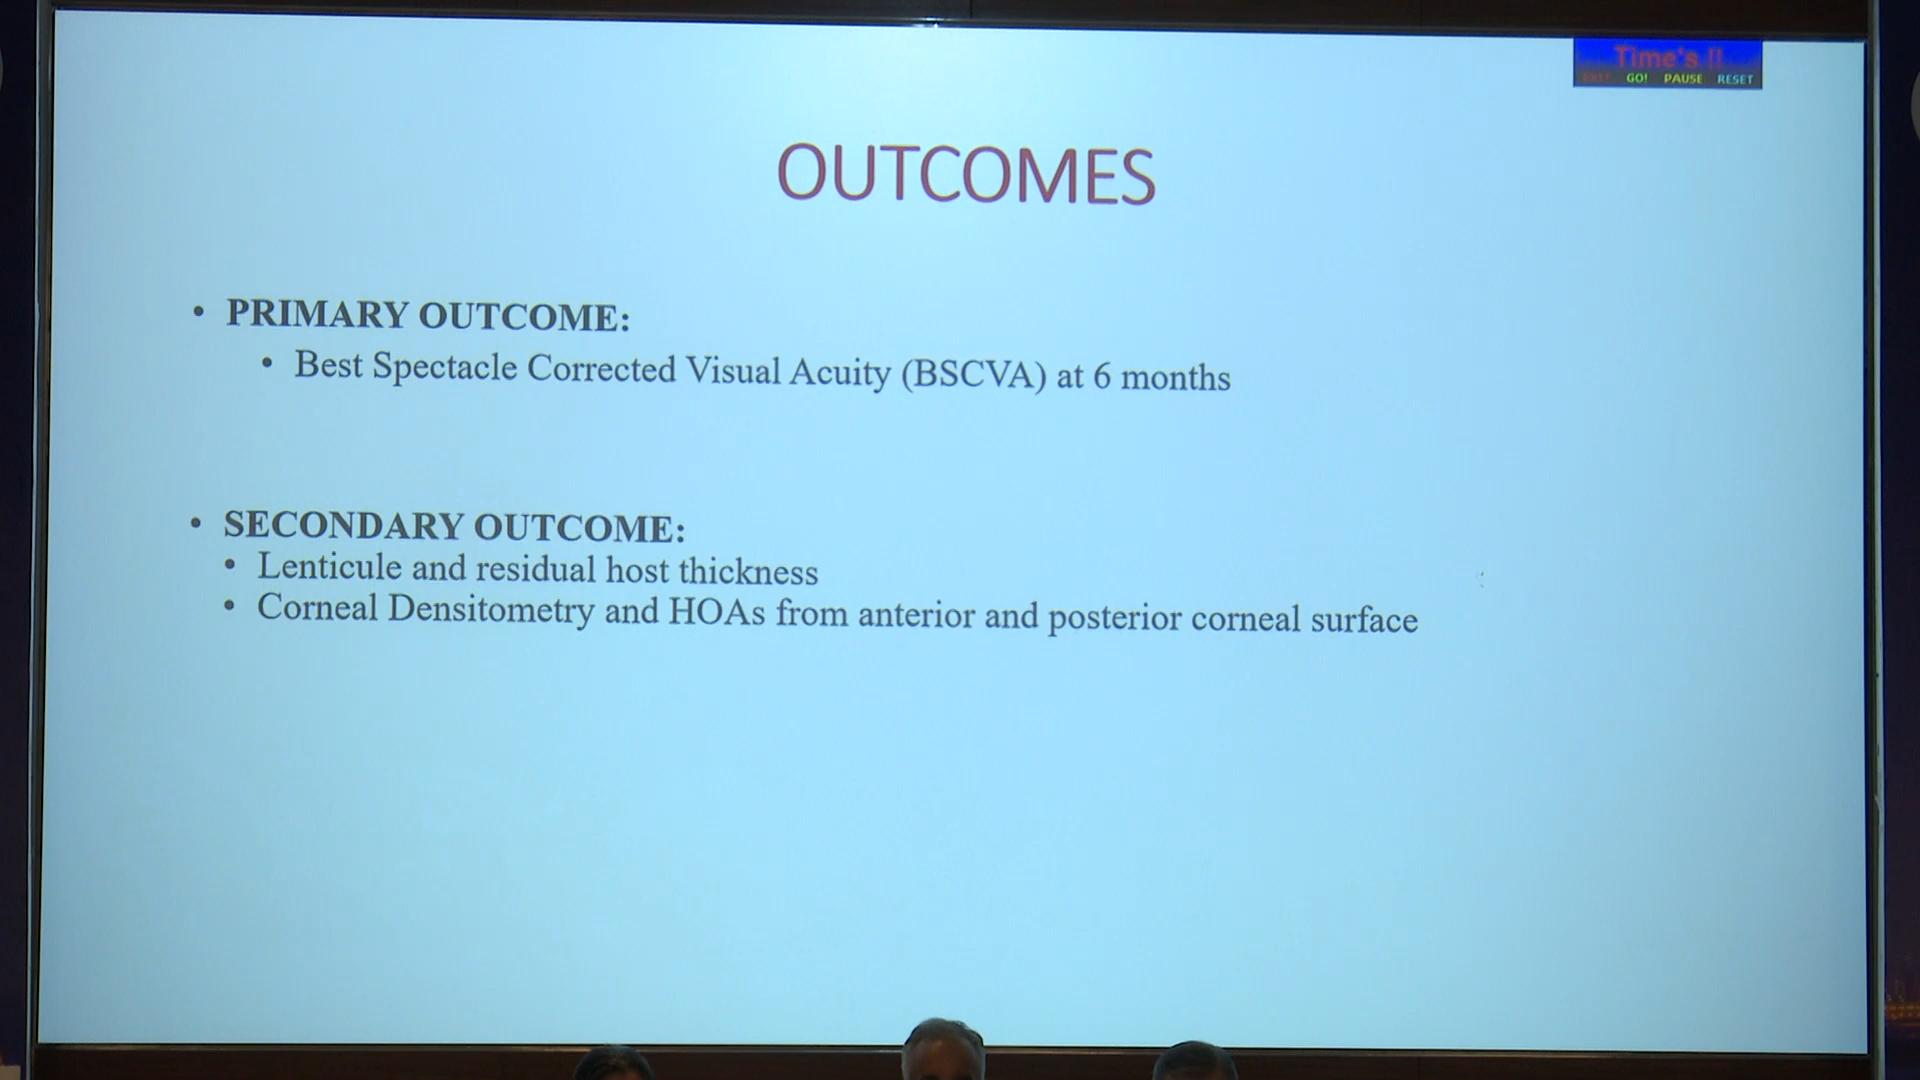 Time's !!
EXIT GO! PAUSE RESET
OUTCOMES
• PRIMARY OUTCOME:
• Best Spectacle Corrected Visual Acuity (BSCVA) at 6 months
• SECONDARY OUTCOME:
• Lenticule and residual host thickness
• Corneal Densitometry and HOAs from anterior and posterior corneal surface